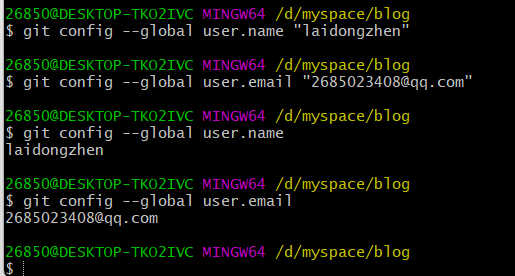 26850@DESKTOP-TKO2IVC MINGW64 /d/myspace/blog
$ git config --global user.name "laidongzhen"
26850@DESKTOP-TKO2IVC MINGW64 /d/myspace/blog
$ git config --global user.email "2685023408@qq.com"
26850@DESKTOP-TKO2IVC MINGW64 /d/myspace/blog
$ git config --global user.name
laidongzhen
26850@DESKTOP-TKO2IVC MINGW64 /d/myspace/blog
$ git config --global user.email
2685023408@qq.com
26850@DESKTOP-TKO2IVC MINGW64 /d/myspace/blog
$